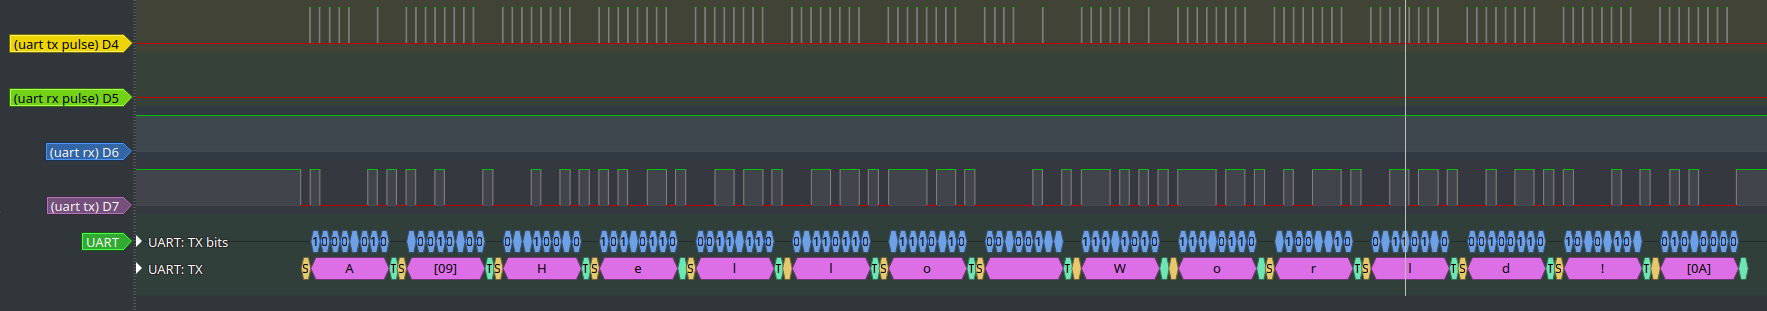 (uart tx pulse) D4
(uart rx pulse) D5
(uart rx) D6
(uart tx) D7
UART UART: TX bits
UART: TX S A T S [09] T S H T S e S l T l T S o T S T W o S r T S l T S d T S ! T [0A]